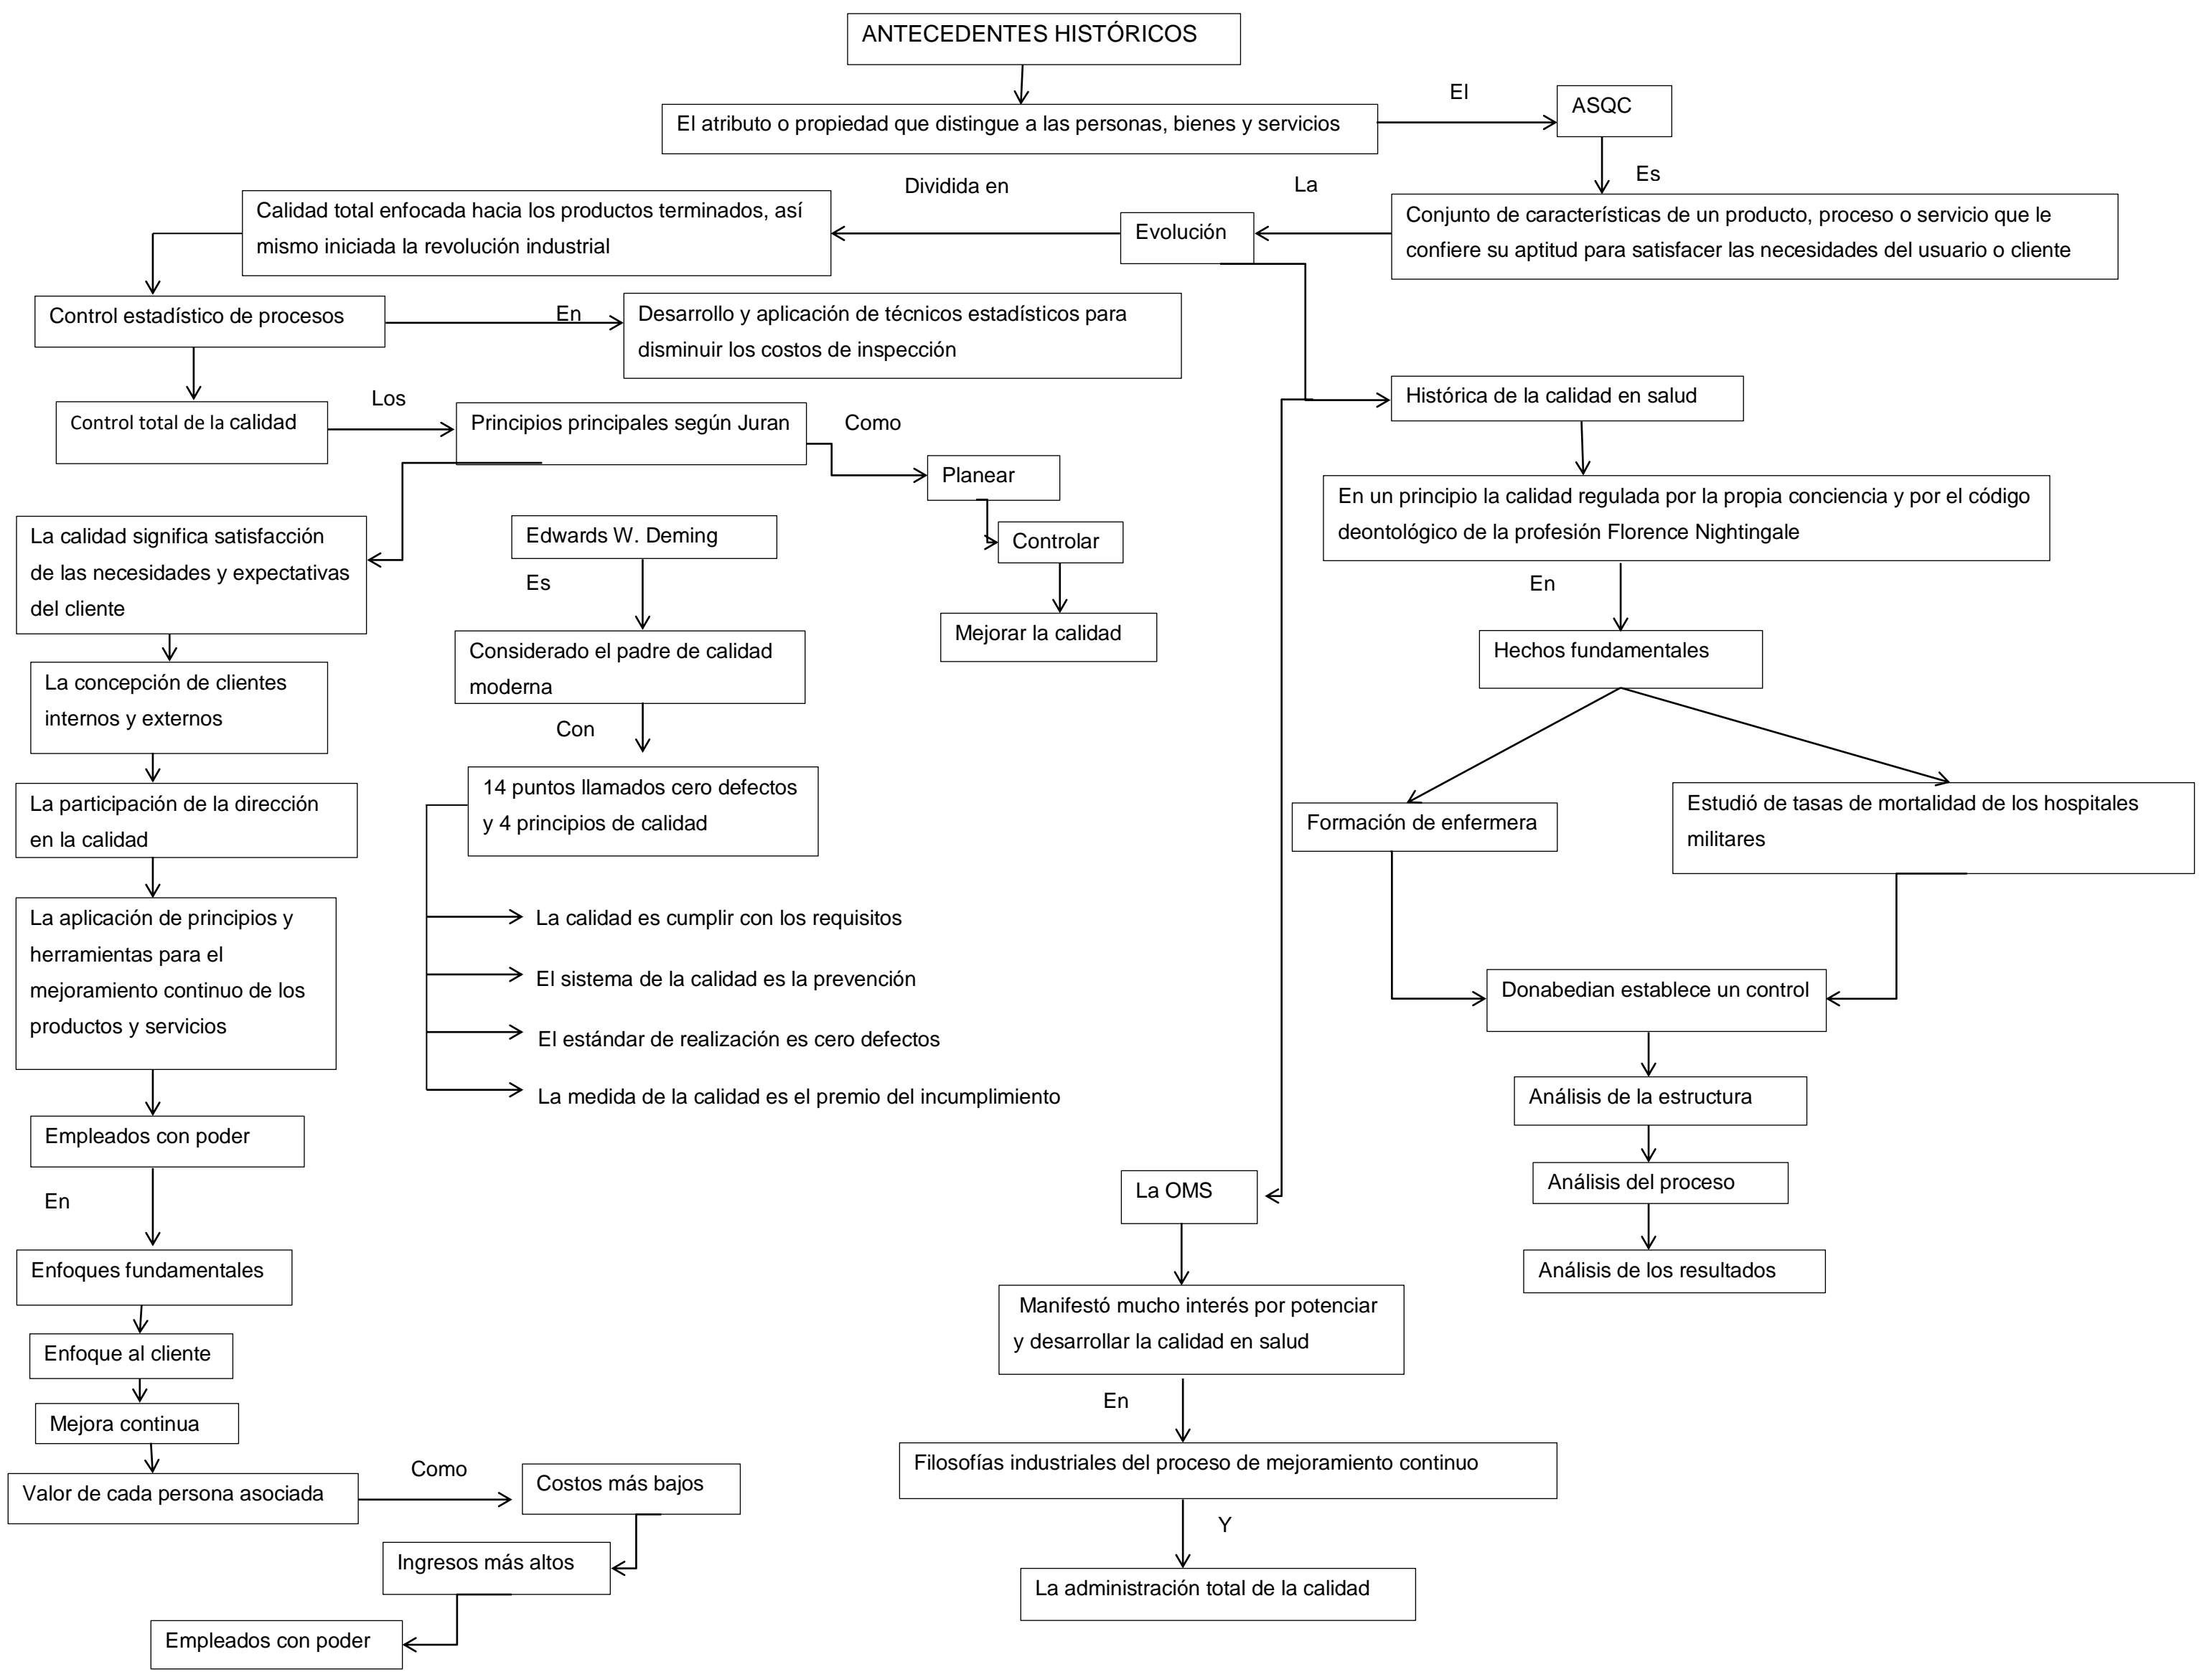 ANTECEDENTES HISTÓRICOS
El atributo o propiedad que distingue a las personas, bienes y servicios
El
ASQC
Es
Conjunto de características de un producto, proceso o servicio que le
confiere su aptitud para satisfacer las necesidades del usuario o cliente
La
Evolución
Dividida en
Calidad total enfocada hacia los productos terminados, así
mismo iniciada la revolución industrial
Control estadístico de procesos
En
Desarrollo y aplicación de técnicos estadísticos para
disminuir los costos de inspección
Control total de la calidad
Los
Principios principales según Juran
Como
Planear
Controlar
Mejorar la calidad
La calidad significa satisfacción
de las necesidades y expectativas
del cliente
La concepción de clientes
internos y externos
La participación de la dirección
en la calidad
La aplicación de principios y
herramientas para el
mejoramiento continuo de los
productos y servicios
Empleados con poder
En
Enfoques fundamentales
Enfoque al cliente
Mejora continua
Valor de cada persona asociada
Como
Costos más bajos
Ingresos más altos
Empleados con poder
Edwards W. Deming
Es
Considerado el padre de calidad
moderna
Con
14 puntos llamados cero defectos
y 4 principios de calidad
La calidad es cumplir con los requisitos
El sistema de la calidad es la prevención
El estándar de realización es cero defectos
La medida de la calidad es el premio del incumplimiento
Histórica de la calidad en salud
En un principio la calidad regulada por la propia conciencia y por el código
deontológico de la profesión Florence Nightingale
En
Hechos fundamentales
Formación de enfermera
Estudió de tasas de mortalidad de los hospitales
militares
Donabedian establece un control
Análisis de la estructura
Análisis del proceso
Análisis de los resultados
La OMS
Manifestó mucho interés por potenciar
y desarrollar la calidad en salud
En
Filosofías industriales del proceso de mejoramiento continuo
Y
La administración total de la calidad